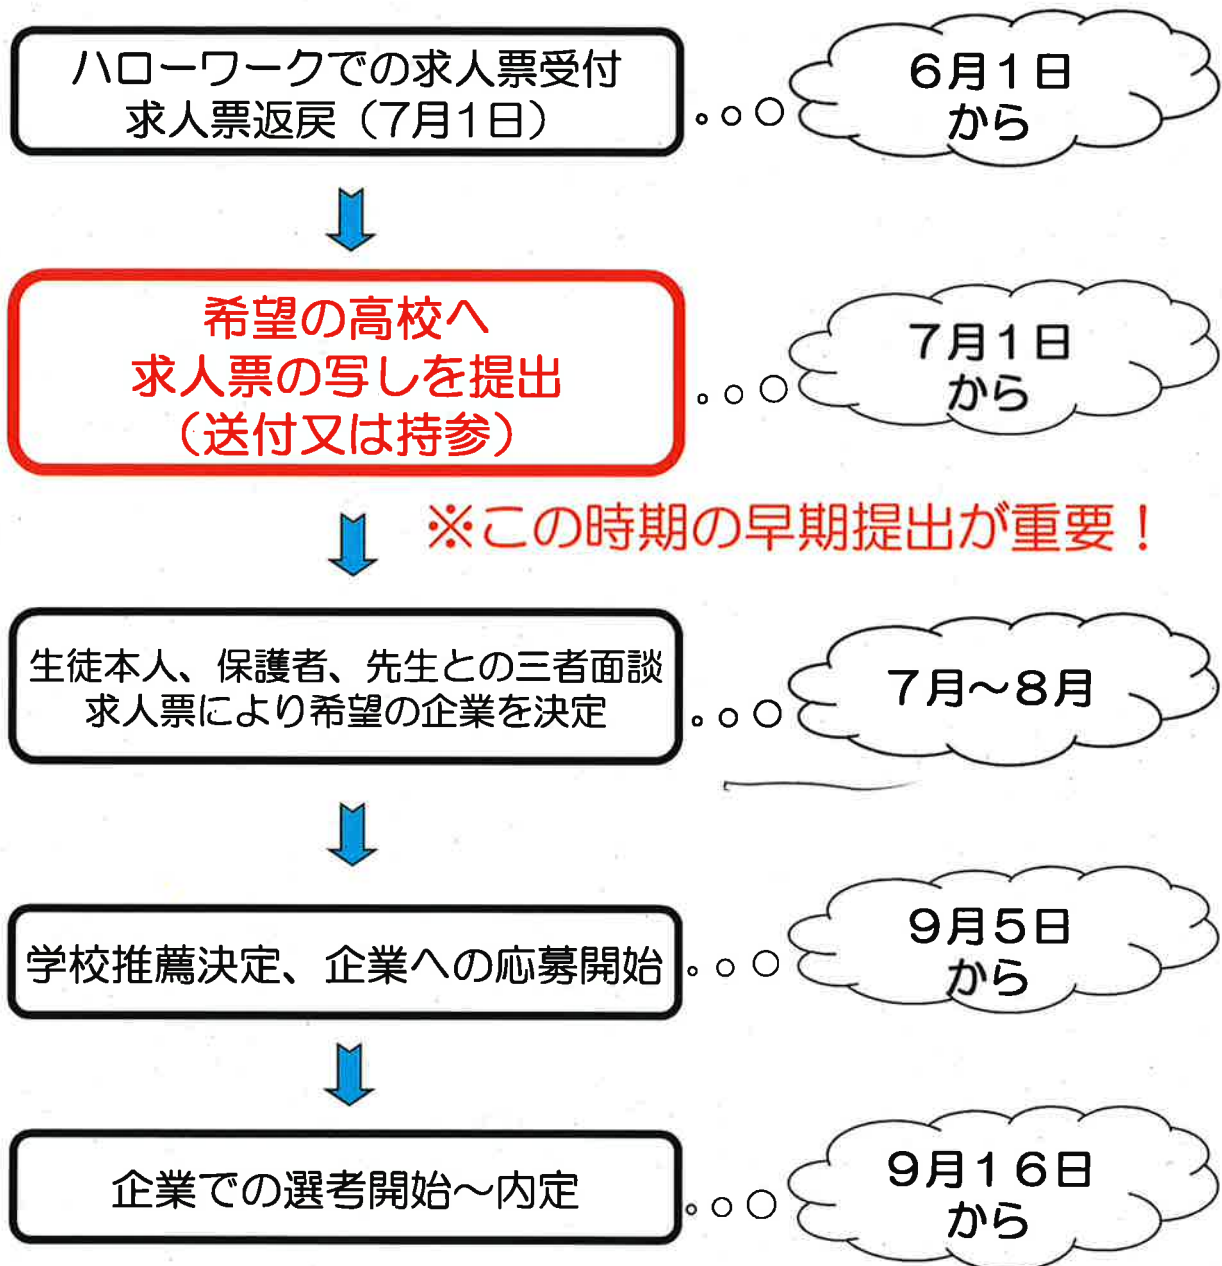 ハローワークでの求人票受付
求人票返戻（7月1日）
６月１日
から
希望の高校へ
求人票の写しを提出
（送付又は持参）
７月１日
から
※この時期の早期提出が重要！
生徒本人、保護者、先生との三者面談
求人票により希望の企業を決定
７月～８月
学校推薦決定、企業への応募開始
９月５日
から
企業での選考開始～内定
９月１６日
から